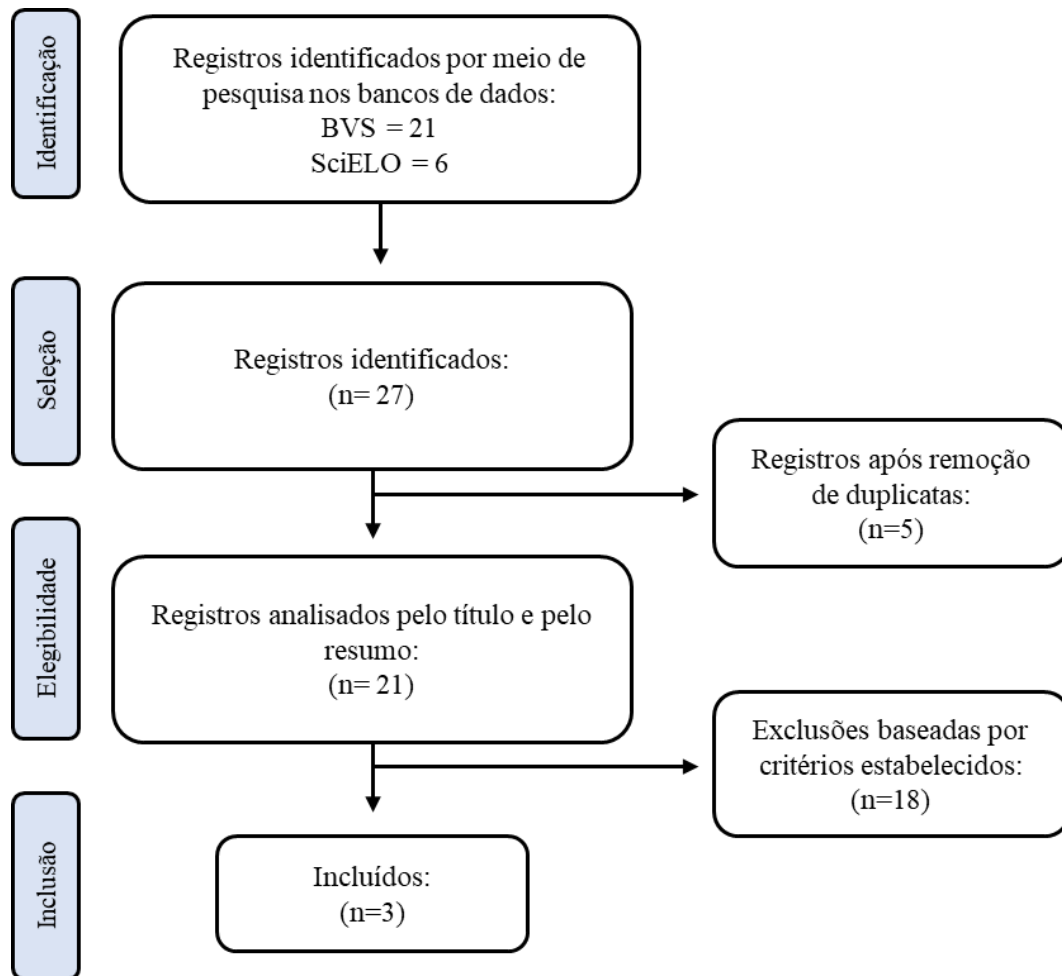 Identificação
Registros identificados por meio de
pesquisa nos bancos de dados:
BVS = 21
SciELO = 6
Seleção
Registros identificados:
(n= 27)
Registros após remoção
de duplicatas:
(n=5)
Elegibilidade
Registros analisados pelo título e pelo
resumo:
(n= 21)
Exclusões baseadas por
critérios estabelecidos:
(n=18)
Inclusão
Incluídos:
(n=3)